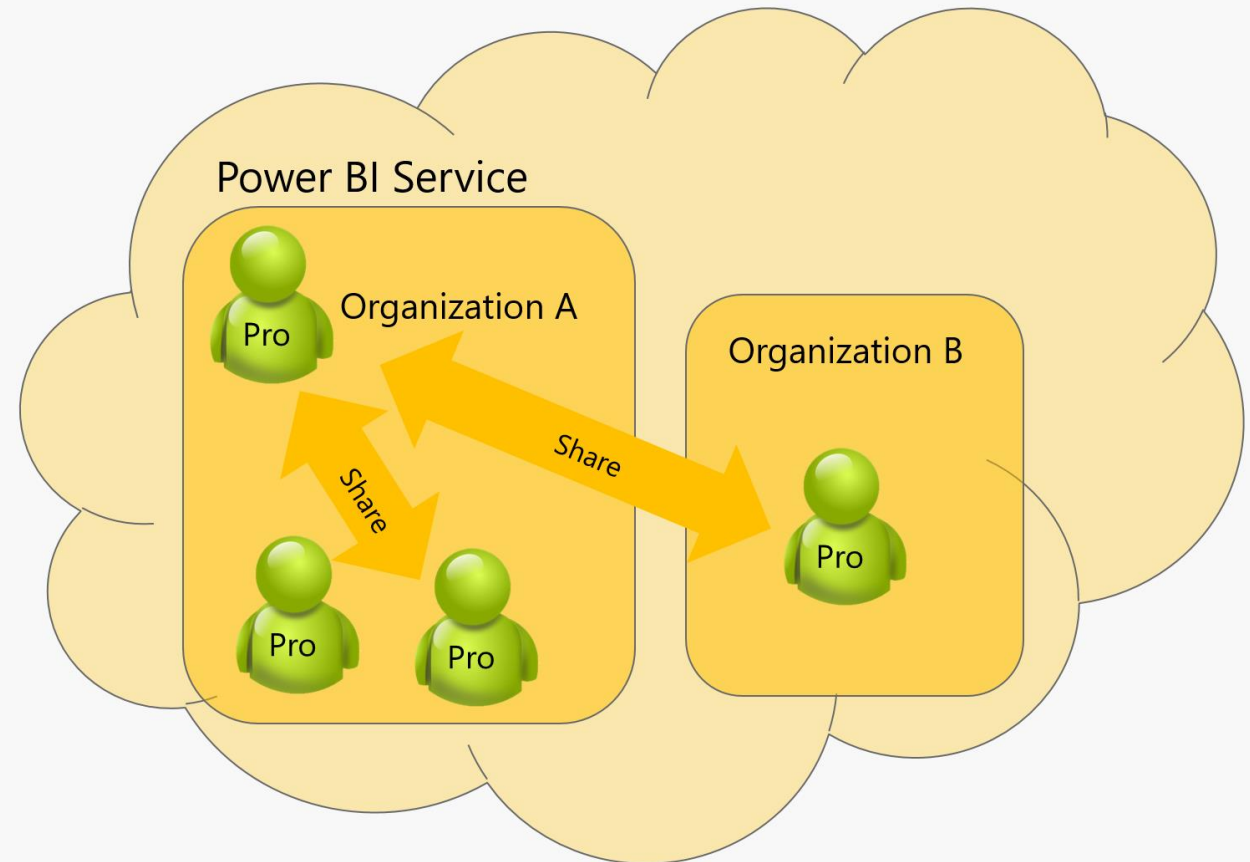 Power BI Service
Pro
Organization A
Organization B
Share
Share
Pro
Pro
Pro